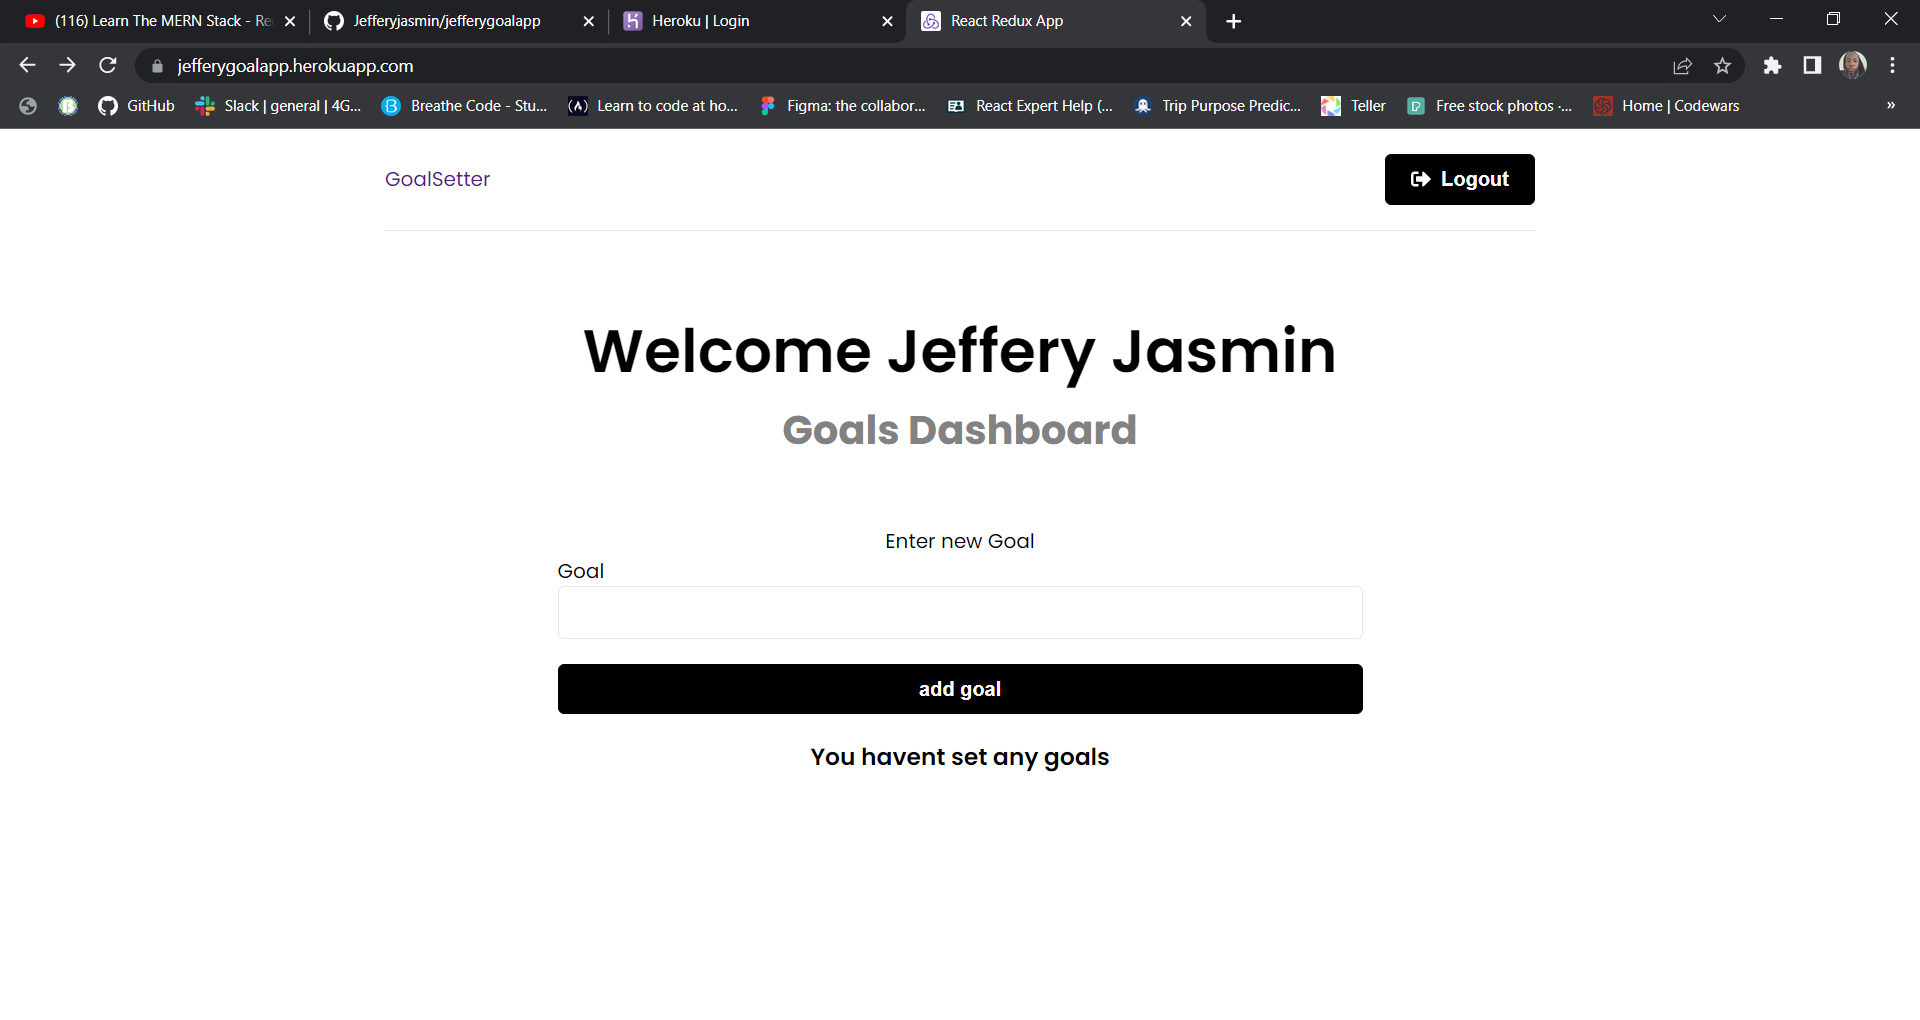 (116) Learn The MERN Stack - Re
Jefferyjasmin/jefferygoalapp
Heroku | Login
React Redux App
jefferygoalapp.herokuapp.com
GitHub
Slack | general | 4G...
Breathe Code - Stu...
Learn to code at ho...
Figma: the collabor...
React Expert Help (...
Trip Purpose Predic...
Teller
Free stock photos ·...
Home | Codewars
»
GoalSetter
Logout
Welcome Jeffery Jasmin
Goals Dashboard
Enter new Goal
Goal
add goal
You havent set any goals